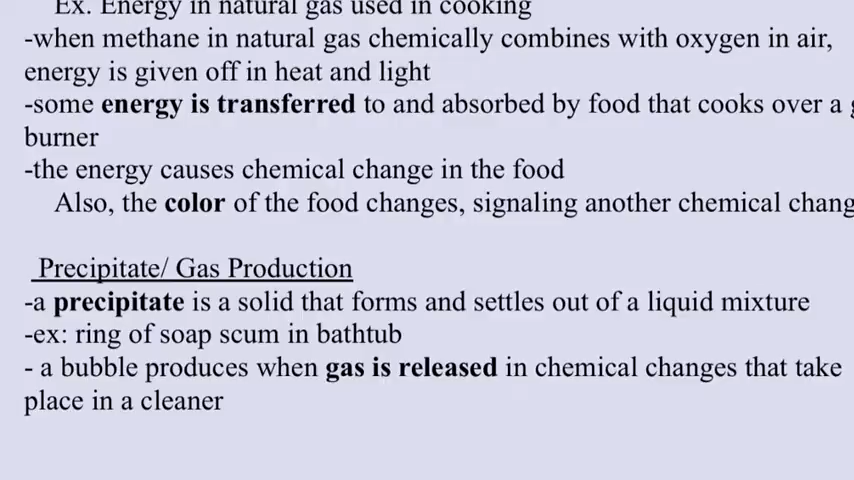 Ex. Energy in natural gas used in cooking
-when methane in natural gas chemically combines with oxygen in air,
energy is given off in heat and light
-some energy is transferred to and absorbed by food that cooks over a
burner
-the energy causes chemical change in the food
Also, the color of the food changes, signaling another chemical chang
Precipitate/ Gas Production
-a precipitate is a solid that forms and settles out of a liquid mixture
-ex: ring of soap scum in bathtub
- a bubble produces when gas is released in chemical changes that take
place in a cleaner